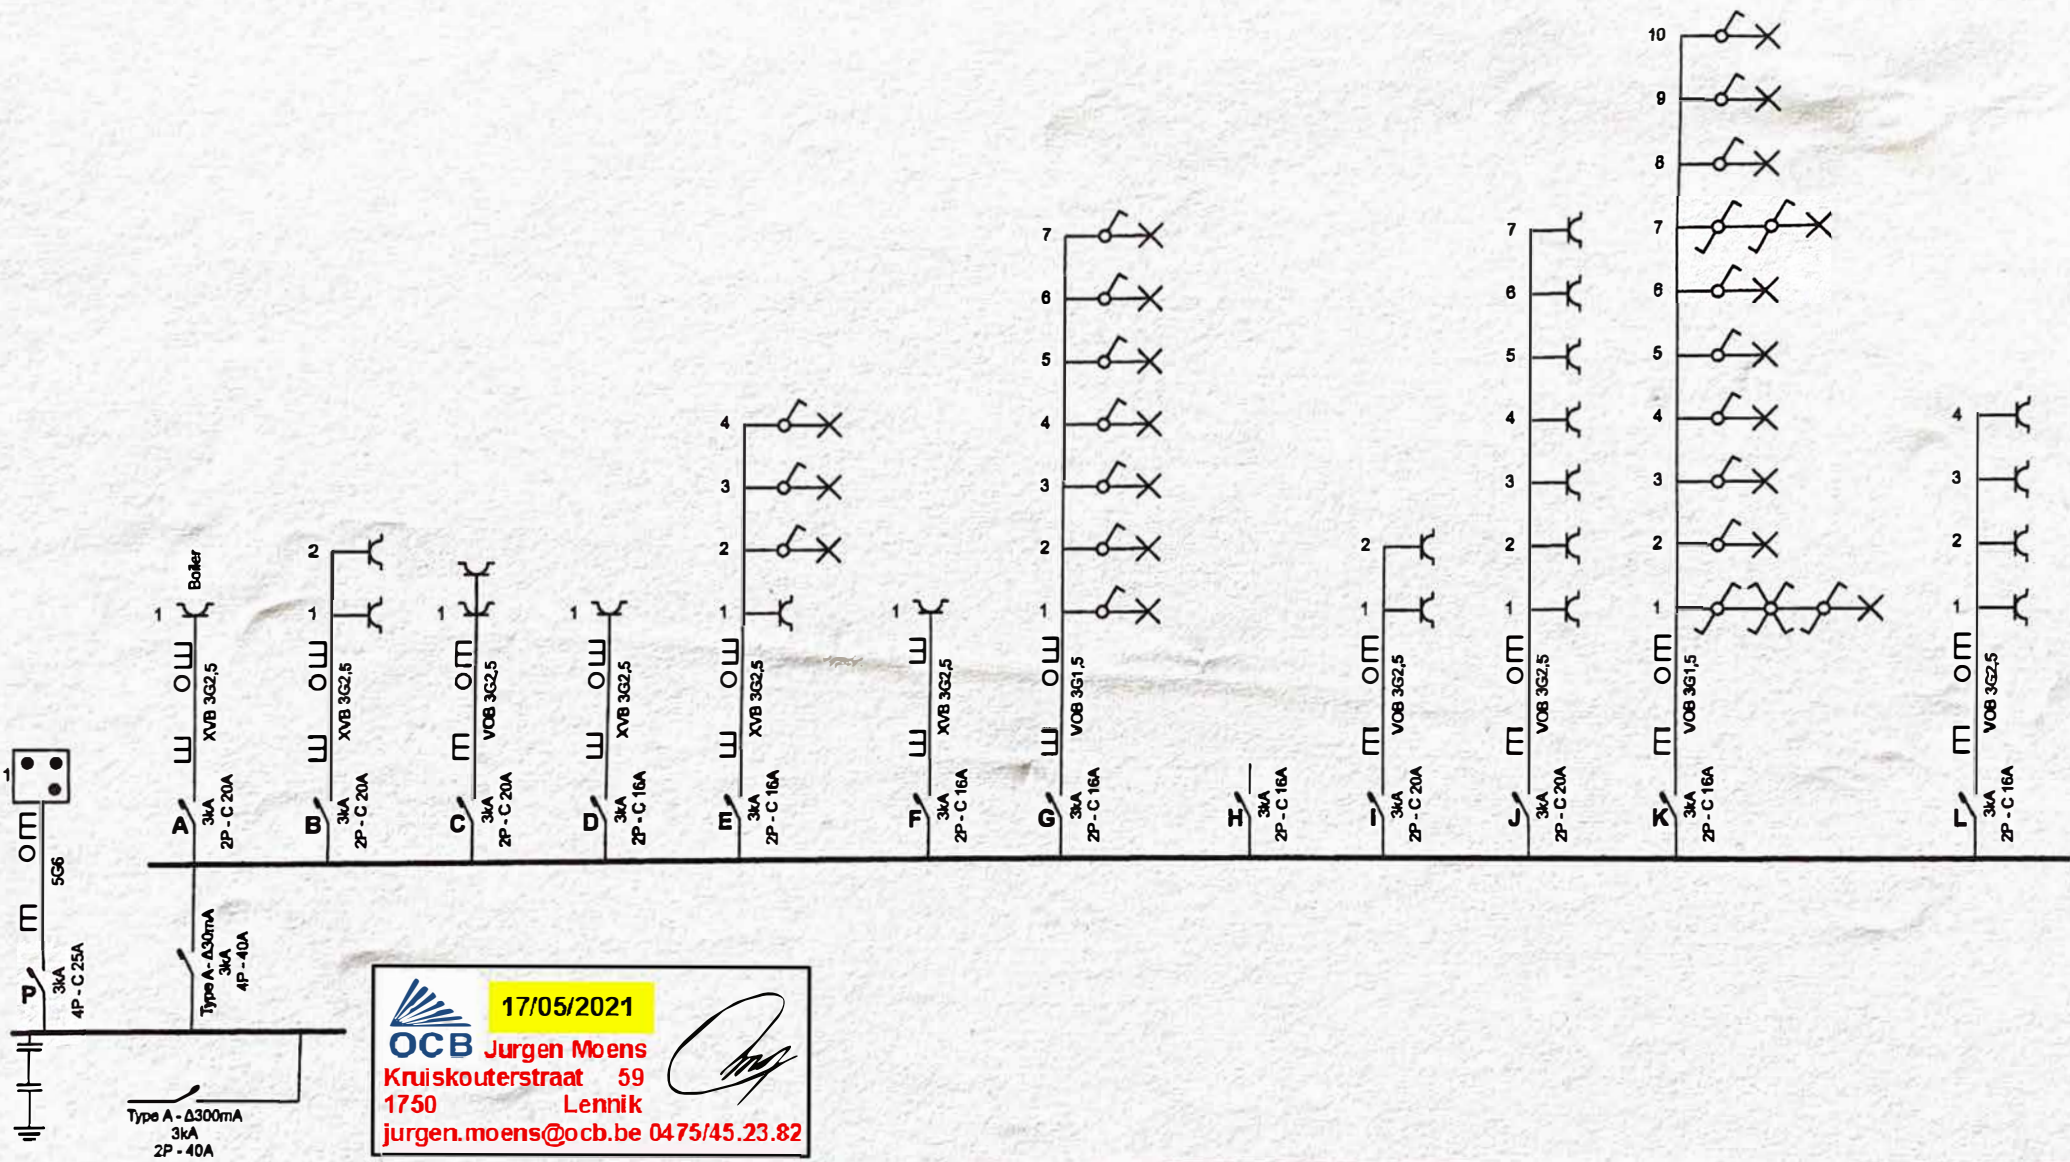 10
9
8
7
6
5
4
3
2
1
7
6
5
4
3
2
1
7
6
5
4
3
2
1
4
3
2
1
4
3
2
1
2
1
2
1
Boiler
1
1
1
1
1
XVB 3G2,5
XVB 3G2,5
VOB 3G2,5
XVB 3G2,5
XVB 3G2,5
XVB 3G2,5
VOB 3G1,5
VOB 3G2,5
VOB 3G2,5
VOB 3G1,5
VOB 3G2,5
A
3kA
2P - C 20A
B
3kA
2P - C 20A
C
3kA
2P - C 20A
D
3kA
2P - C 16A
E
3kA
2P - C 16A
F
3kA
2P - C 16A
G
3kA
2P - C 16A
H
3kA
2P - C 16A
I
3kA
2P - C 20A
J
3kA
2P - C 20A
K
3kA
2P - C 16A
L
3kA
2P - C 16A
5G6
P
3kA
4P - C 25A
Type A - Δ30mA
3kA
4P - 40A
Type A - Δ300mA
3kA
2P - 40A
17/05/2021
OCB Jurgen Moens
Kruiskouterstraat 59
1750 Lennik
jurgen.moens@ocb.be 0475/45.23.82